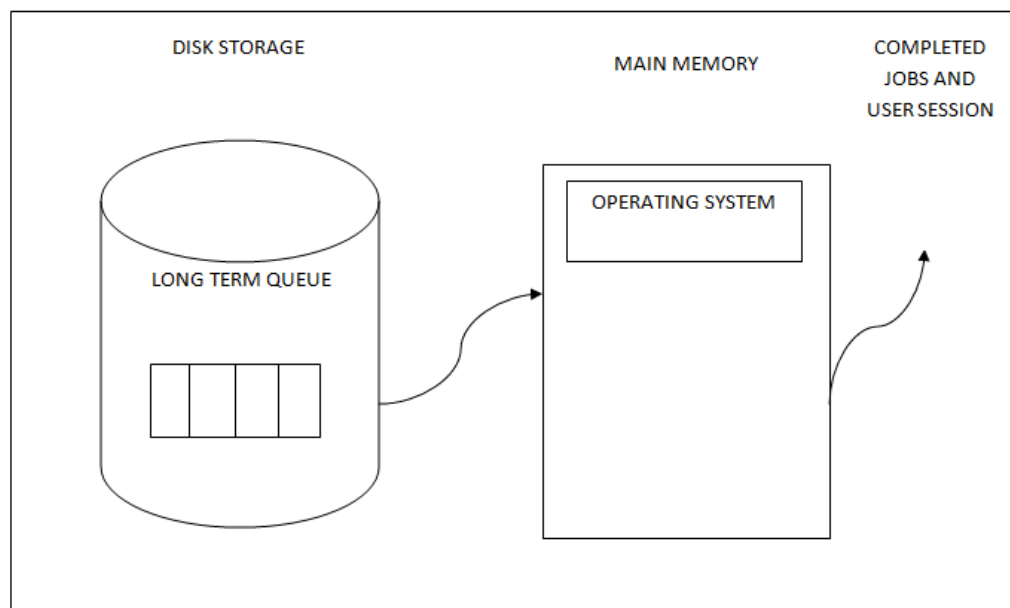 DISK STORAGE
MAIN MEMORY
COMPLETED
JOBS AND
USER SESSION
OPERATING SYSTEM
LONG TERM QUEUE